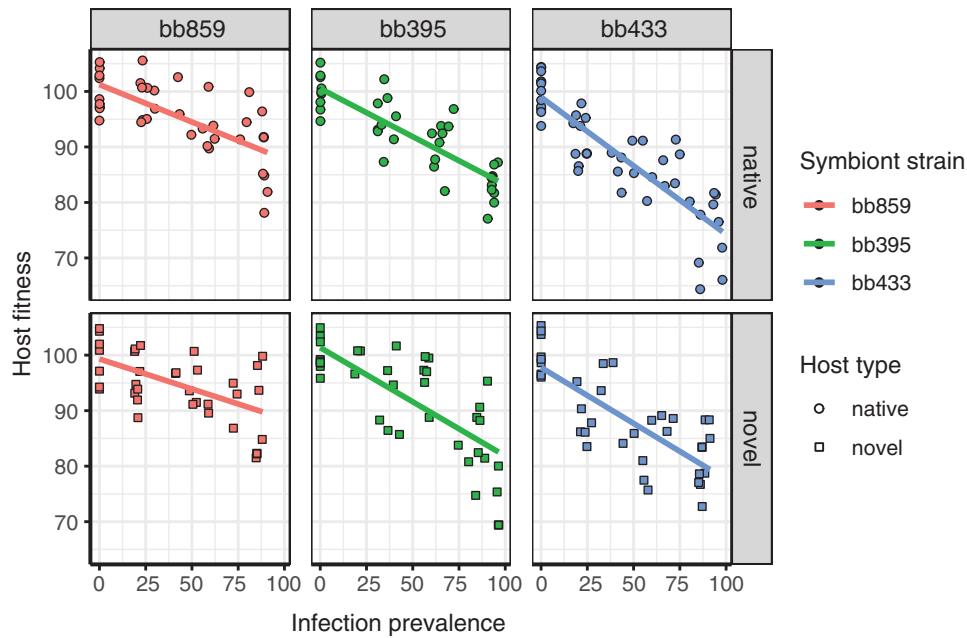 bb859 bb395 bb433
100
90
80
70
native
Host fitness
100
90
80
70
novel
0 25 50 75 100 0 25 50 75 100 0 25 50 75 100
Infection prevalence
Symbiont strain
bb859
bb395
bb433
Host type
native
novel